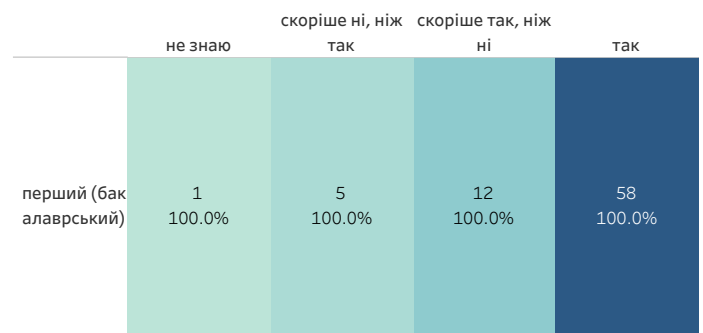 не знаю
скоріше ні, ніж
так
скоріше так, ніж
ні
так
перший (бак
алаврський)
1
100.0%
5
100.0%
12
100.0%
58
100.0%